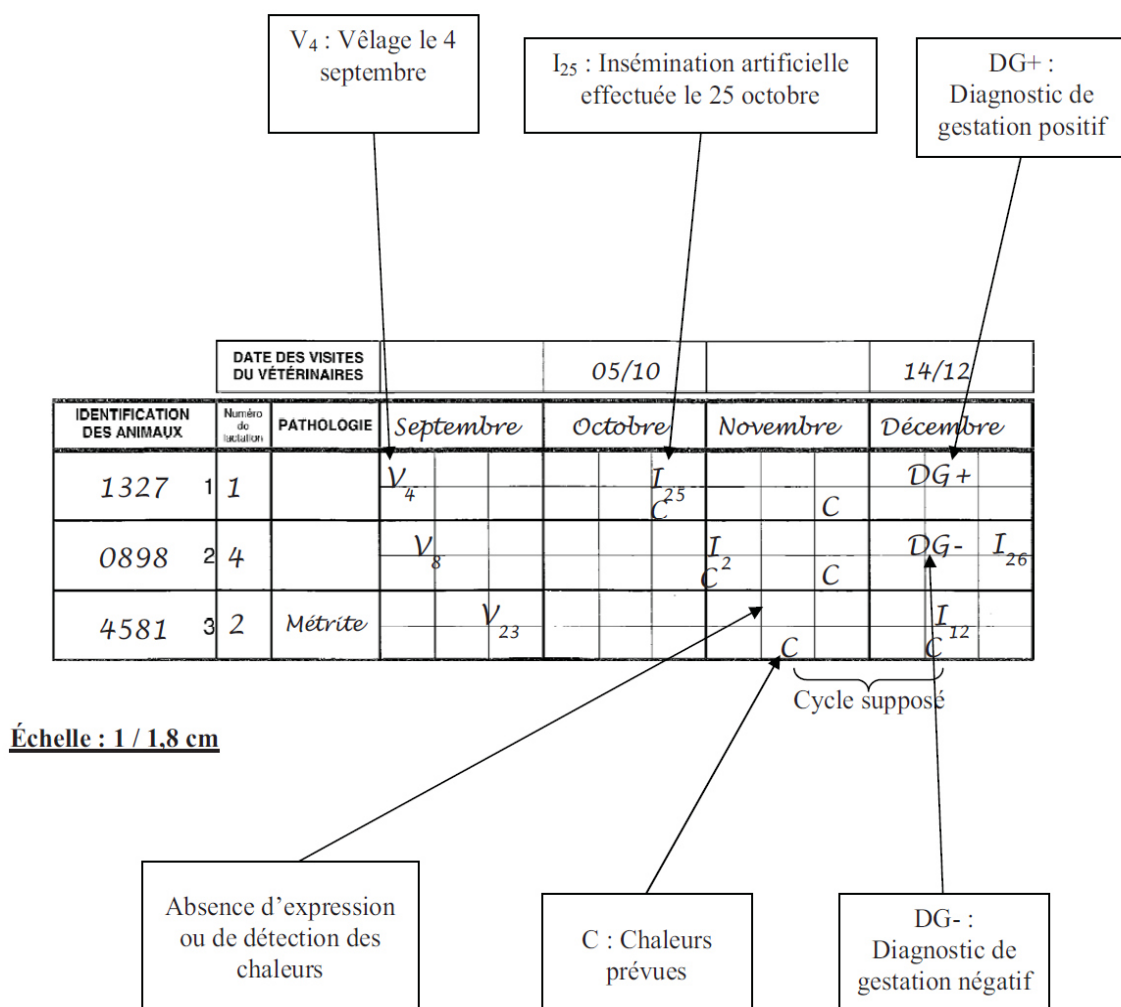 V4 : Vêlage le 4
septembre
I25 : Insémination artificielle
effectuée le 25 octobre
DG+ :
Diagnostic de
gestation positif
DATE DES VISITES
DU VÉTÉRINAIRES
05/10
14/12
IDENTIFICATION
DES ANIMAUX
Numéro
de
lactation
PATHOLOGIE
Septembre
Octobre
Novembre
Décembre
1327 1 1 V4 I25 DG+
C C
0898 2 4 V8 I2 DG- I26
C C
4581 3 2 Métrite V23 I12
C C
Cycle supposé
Échelle : 1 / 1,8 cm
Absence d'expression
ou de détection des
chaleurs
C : Chaleurs
prévues
DG- :
Diagnostic de
gestation négatif